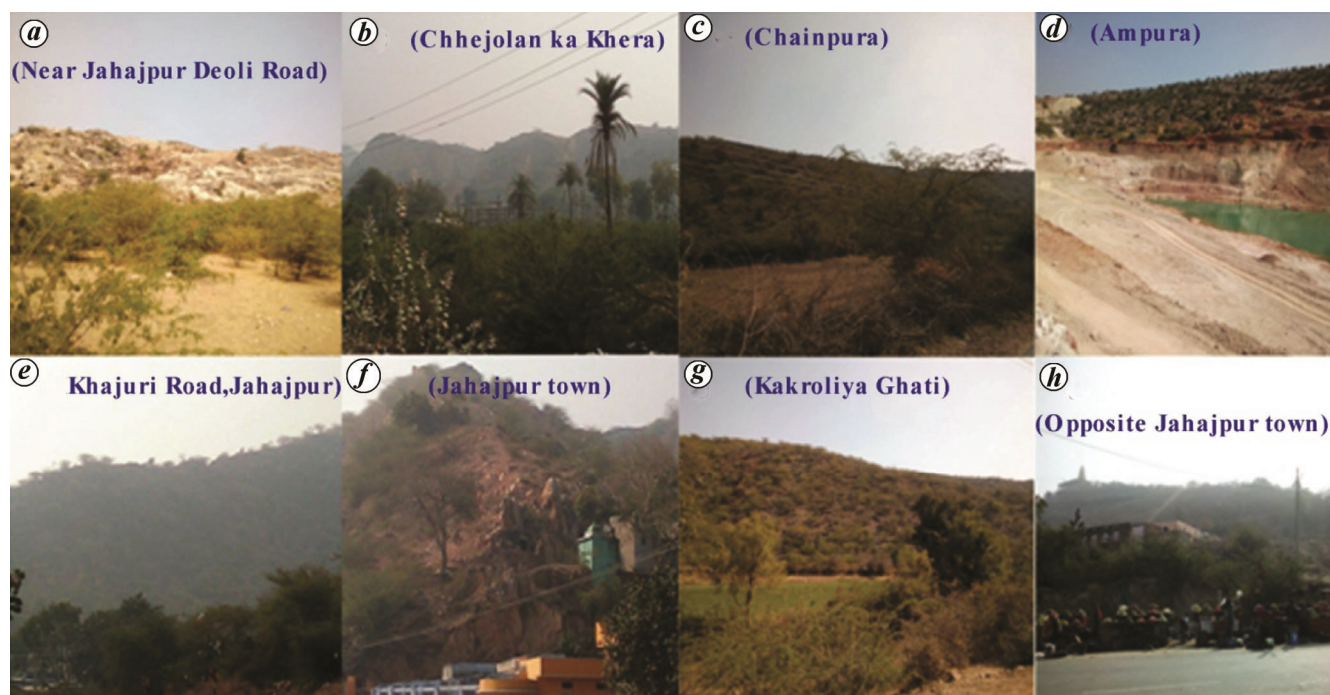 a
(Near Jahajpur Deoli Road)
b
(Chhejolan ka Khera)
c
(Chainpura)
d
(Ampura)
e
Khajuri Road,Jahajpur)
f
(Jahajpur town)
g
(Kakroliya Ghati)
h
(Opposite Jahajpur town)